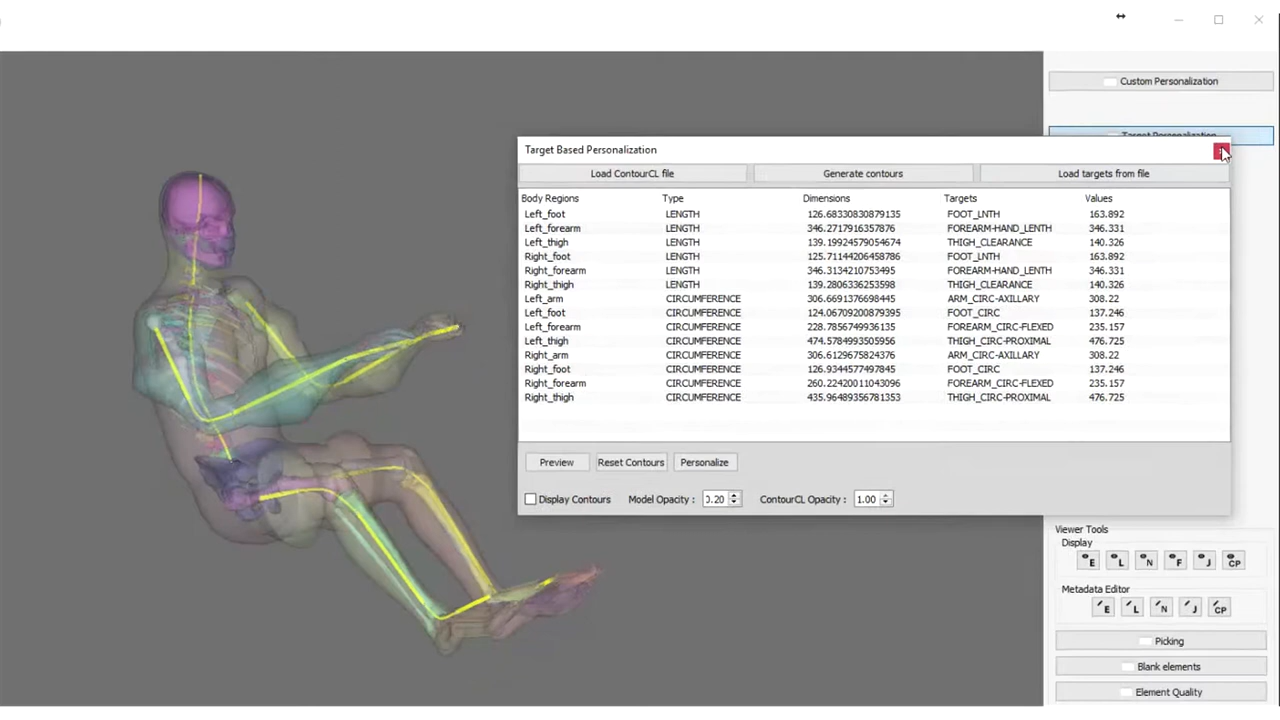 Custom Personalization
Target Personalization
Target Based Personalization
Load ContourCL file Generate contours Load targets from file
Body Regions Type Dimensions Targets Values
Left_foot LENGTH 126.68330830879135 FOOT_LNTH 163.892
Left_forearm LENGTH 346.2717916357876 FOREARM-HAND_LENTH 346.331
Left_thigh LENGTH 139.19924579054674 THIGH_CLEARANCE 140.326
Right_foot LENGTH 125.71144206458786 FOOT_LNTH 163.892
Right_forearm LENGTH 346.3134210753495 FOREARM-HAND_LENTH 346.331
Right_thigh LENGTH 139.2806336253598 THIGH_CLEARANCE 140.326
Left_arm CIRCUMFERENCE 306.6691376698445 ARM_CIRC-AXILLARY 308.22
Left_foot CIRCUMFERENCE 124.06709200879395 FOOT_CIRC 137.246
Left_forearm CIRCUMFERENCE 228.7856749936135 FOREARM_CIRC-FLEXED 235.157
Left_thigh CIRCUMFERENCE 474.5784993505956 THIGH_CIRC-PROXIMAL 476.725
Right_arm CIRCUMFERENCE 306.6129675824376 ARM_CIRC-AXILLARY 308.22
Right_foot CIRCUMFERENCE 126.9344577497845 FOOT_CIRC 137.246
Right_forearm CIRCUMFERENCE 260.22420011043096 FOREARM_CIRC-FLEXED 235.157
Right_thigh CIRCUMFERENCE 435.96489356781353 THIGH_CIRC-PROXIMAL 476.725
Preview Reset Contours Personalize
Display Contours Model Opacity : 0.20 ContourCL Opacity : 1.00
Viewer Tools
Display
E L N F J CP
Metadata Editor
E L N J CP
Picking
Blank elements
Element Quality